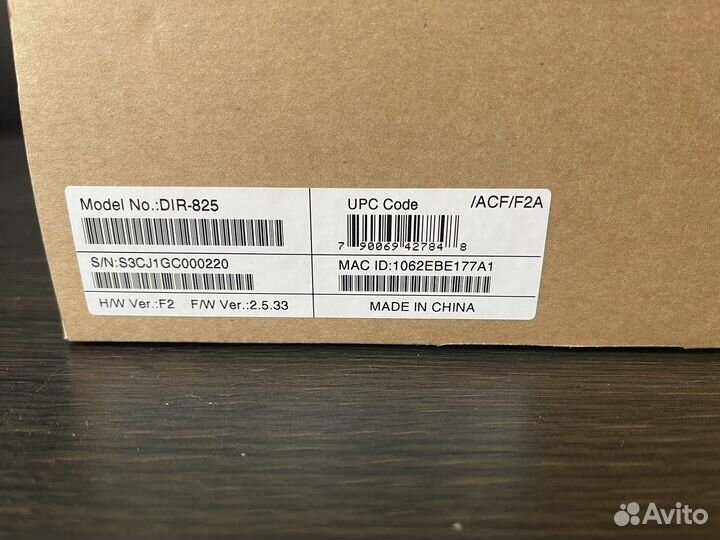 Model No.:DIR-825
S/N:S3CJ1GC000220
H/W Ver.:F2 F/W Ver.:2.5.33
UPC Code /ACF/F2A
7 90069 42784 8
MAC ID:1062EBE177A1
MADE IN CHINA
Avito